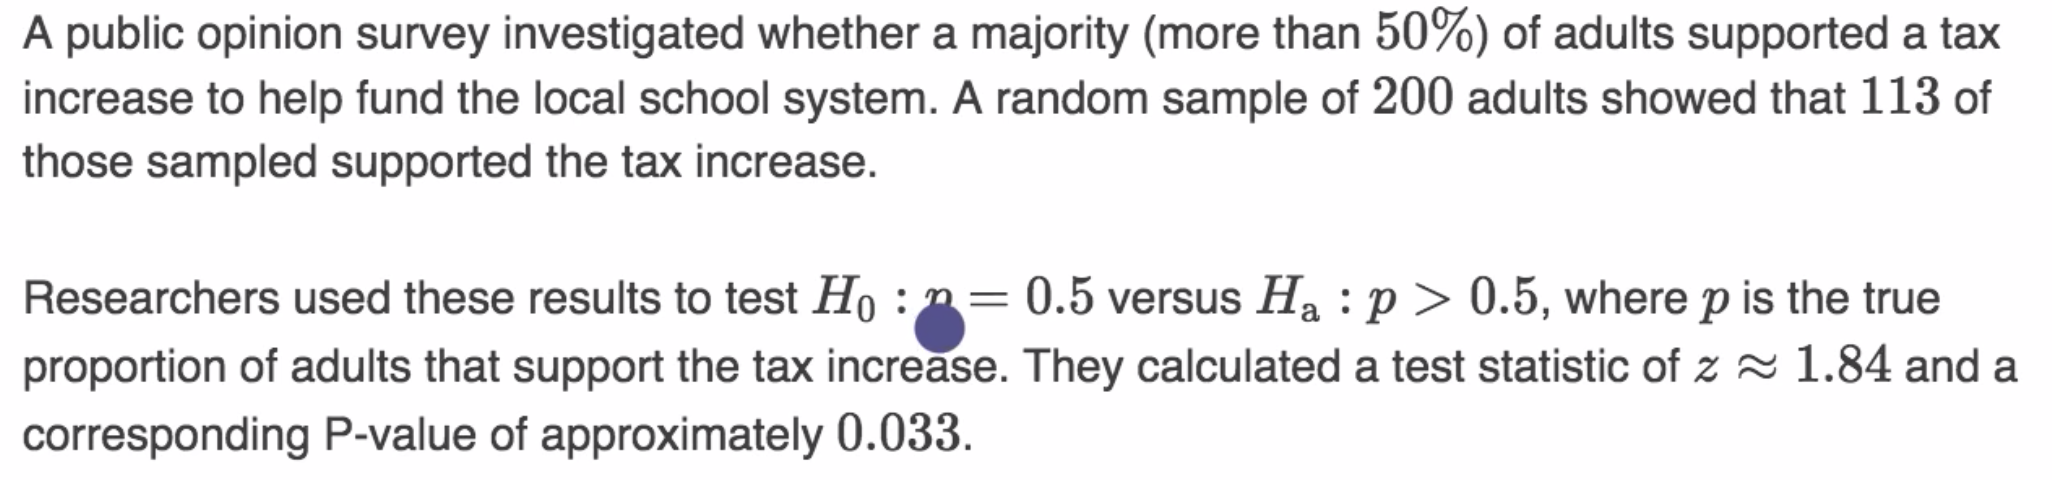 A public opinion survey investigated whether a majority (more than 50%) of adults supported a tax
increase to help fund the local school system. A random sample of 200 adults showed that 113 of
those sampled supported the tax increase.
Researchers used these results to test H₀ : p = 0.5 versus Hₐ : p > 0.5, where p is the true
proportion of adults that support the tax increase. They calculated a test statistic of z ≈ 1.84 and a
corresponding P-value of approximately 0.033.